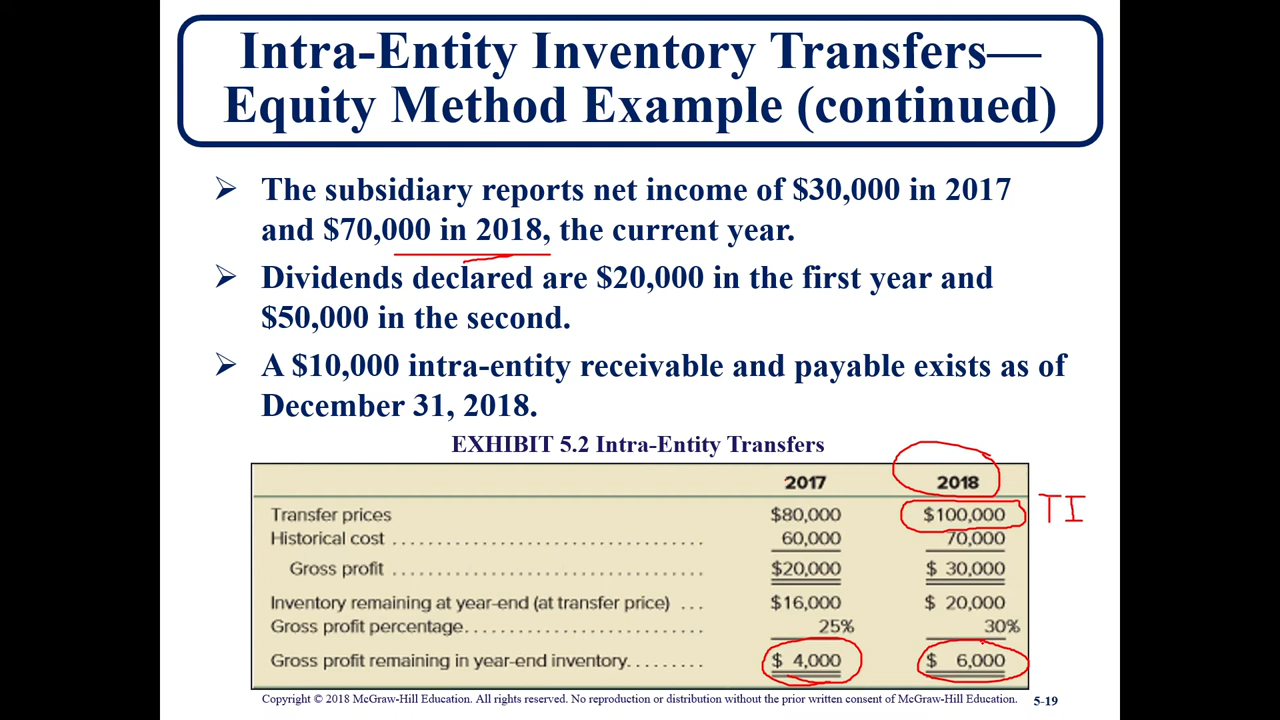 Intra-Entity Inventory Transfers—
Equity Method Example (continued)
The subsidiary reports net income of $30,000 in 2017
and $70,000 in 2018, the current year.
Dividends declared are $20,000 in the first year and
$50,000 in the second.
A $10,000 intra-entity receivable and payable exists as of
December 31, 2018.
EXHIBIT 5.2 Intra-Entity Transfers
2017 2018
Transfer prices $80,000 $100,000 TI
Historical cost 60,000 70,000
Gross profit $20,000 $ 30,000
Inventory remaining at year-end (at transfer price) $16,000 $ 20,000
Gross profit percentage 25% 30%
Gross profit remaining in year-end inventory $ 4,000 $ 6,000
Copyright © 2018 McGraw-Hill Education. All rights reserved. No reproduction or distribution without the prior written consent of McGraw-Hill Education. 5-19